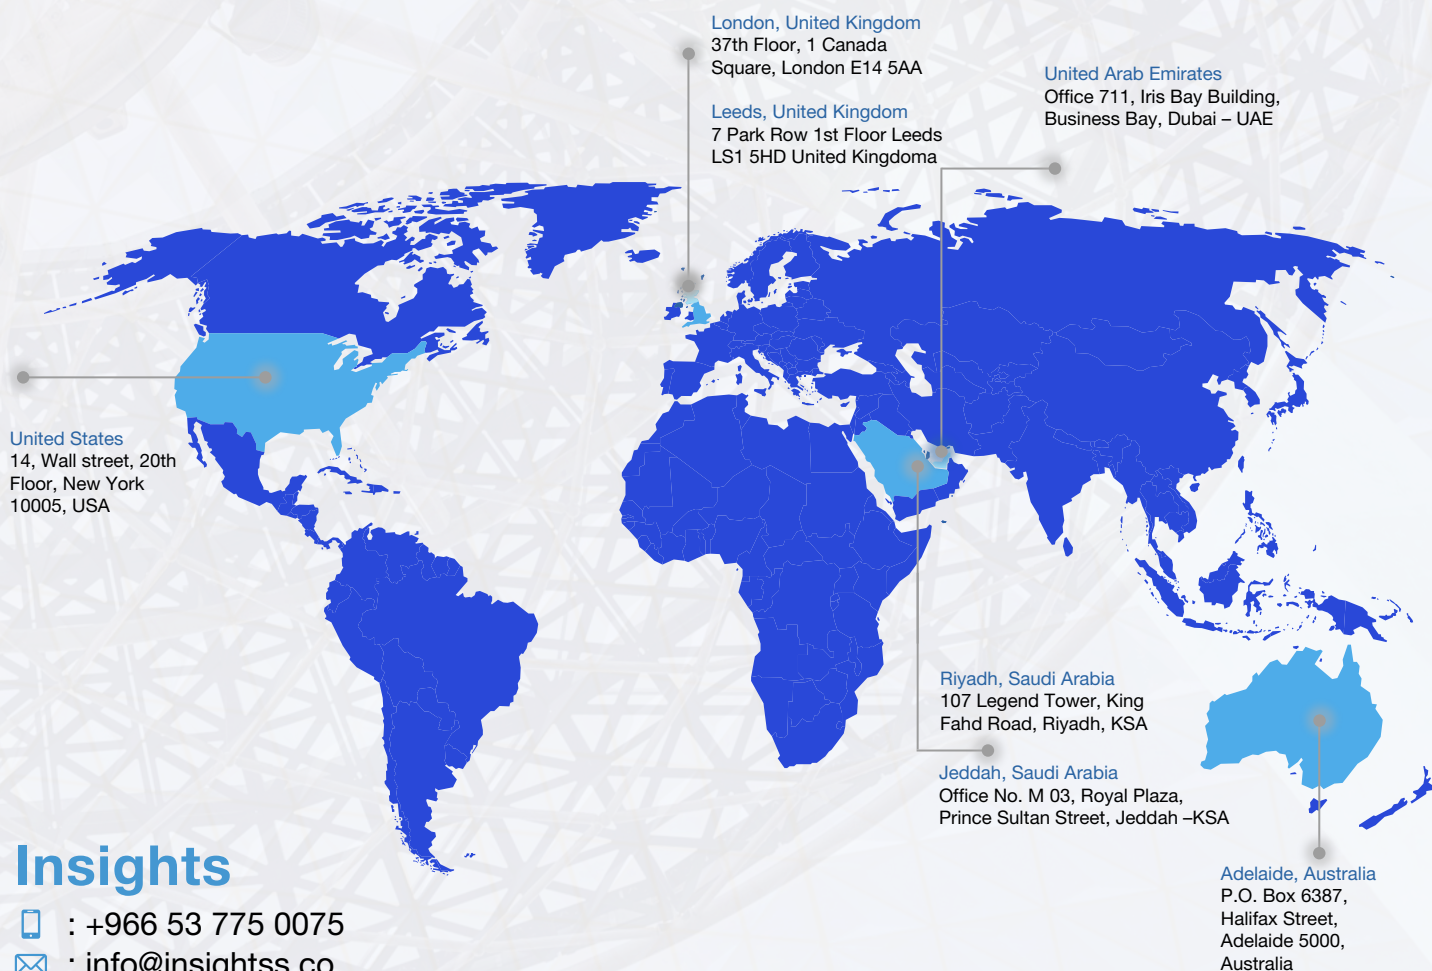 London, United Kingdom
37th Floor, 1 Canada
Square, London E14 5AA
Leeds, United Kingdom
7 Park Row 1st Floor Leeds
LS1 5HD United Kingdoma
United Arab Emirates
Office 711, Iris Bay Building,
Business Bay, Dubai – UAE
United States
14, Wall street, 20th
Floor, New York
10005, USA
Riyadh, Saudi Arabia
107 Legend Tower, King
Fahd Road, Riyadh, KSA
Jeddah, Saudi Arabia
Office No. M 03, Royal Plaza,
Prince Sultan Street, Jeddah –KSA
Adelaide, Australia
P.O. Box 6387,
Halifax Street,
Adelaide 5000,
Australia
Insights
: +966 53 775 0075
: info@insightss.co